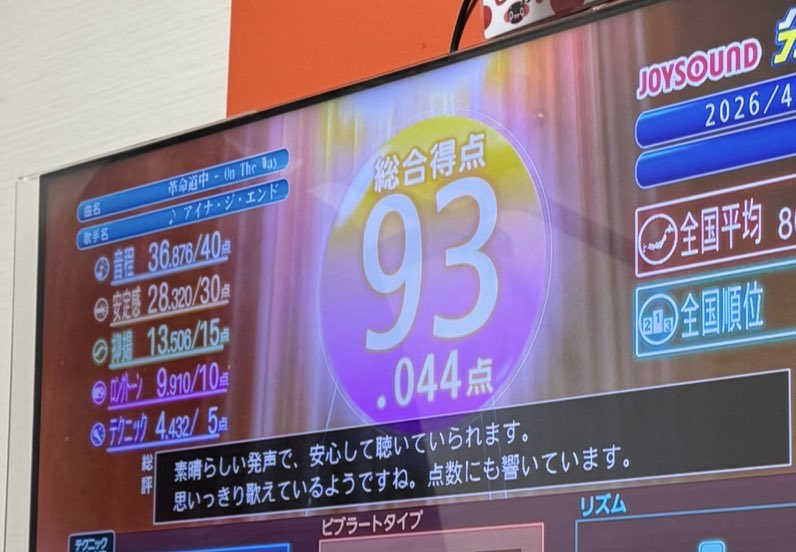 JOYSOUND
2026/4
曲名 革命道中 - On The Way
歌手名 ♪ アイナ・ジ・エンド
音程 36.876/40点
安定感 28.320/30点
抑揚 13.506/15点
ロングトーン 9.910/10点
テクニック 4.432/ 5点
総合得点
93
.044点
全国平均 8
全国順位
総評
素晴らしい発声で、安心して聴いていられます。
思いっきり歌えているようですね。点数にも響いています。
テクニック
ビブラートタイプ
リズム